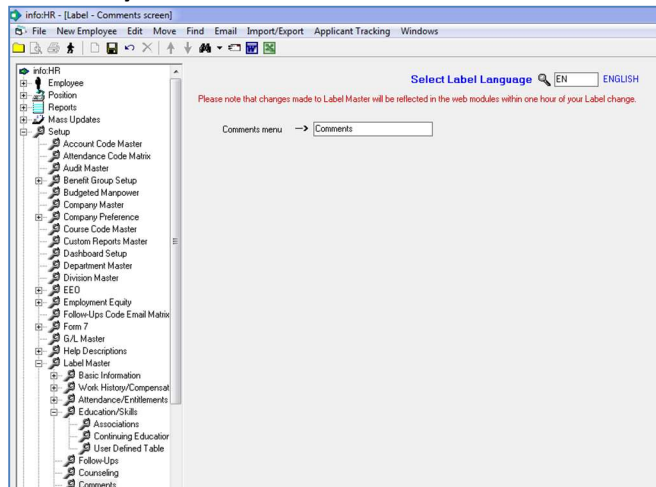 info:HR - [Label - Comments screen]
File New Employee Edit Move Find Email Import/Export Applicant Tracking Windows
info:HR
Employee
Position
Reports
Mass Updates
Setup
Account Code Master
Attendance Code Matrix
Audit Master
Benefit Group Setup
Budgeted Manpower
Company Master
Company Preference
Course Code Master
Custom Reports Master
Dashboard Setup
Department Master
Division Master
EEO
Employment Equity
Follow-Ups Code Email Matrix
Form 7
G/L Master
Help Descriptions
Label Master
Basic Information
Work History/Compensat
Attendance/Entitlements
Education/Skills
Associations
Continuing Education
User Defined Table
Follow-Ups
Counseling
Comments
Select Label Language EN ENGLISH
Please note that changes made to Label Master will be reflected in the web modules within one hour of your Label change.
Comments menu --> Comments